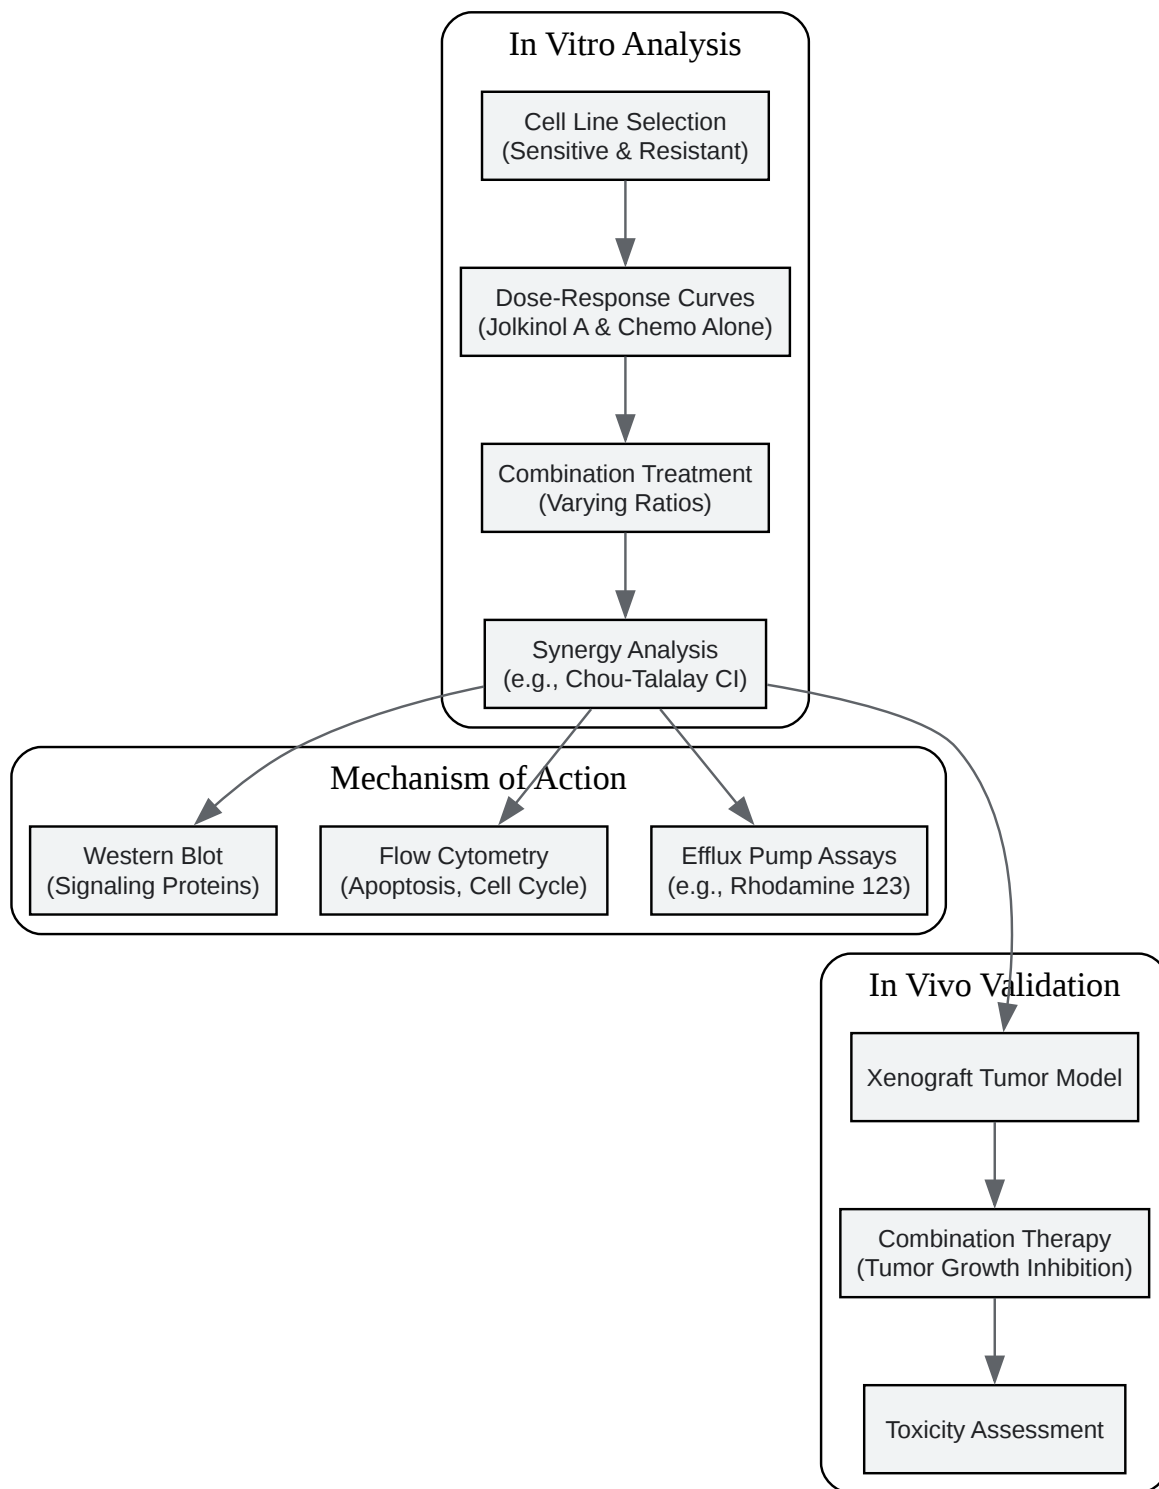 In Vitro Analysis
Cell Line Selection
(Sensitive & Resistant)
Dose-Response Curves
(Jolkinol A & Chemo Alone)
Combination Treatment
(Varying Ratios)
Synergy Analysis
(e.g., Chou-Talalay CI)
Mechanism of Action
Western Blot
(Signaling Proteins)
Flow Cytometry
(Apoptosis, Cell Cycle)
Efflux Pump Assays
(e.g., Rhodamine 123)
In Vivo Validation
Xenograft Tumor Model
Combination Therapy
(Tumor Growth Inhibition)
Toxicity Assessment